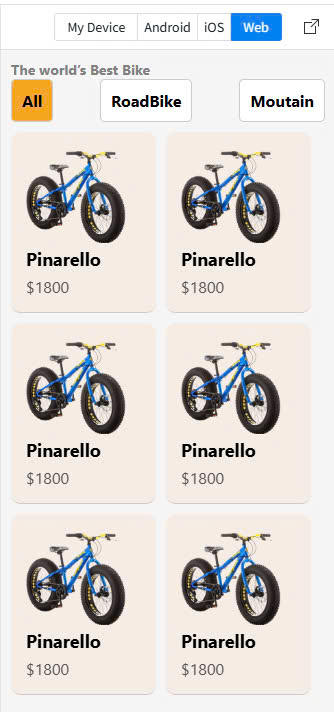 My Device Android iOS Web
The world's Best Bike
All RoadBike Moutain
Pinarello Pinarello
$1800 $1800
Pinarello Pinarello
$1800 $1800
Pinarello Pinarello
$1800 $1800